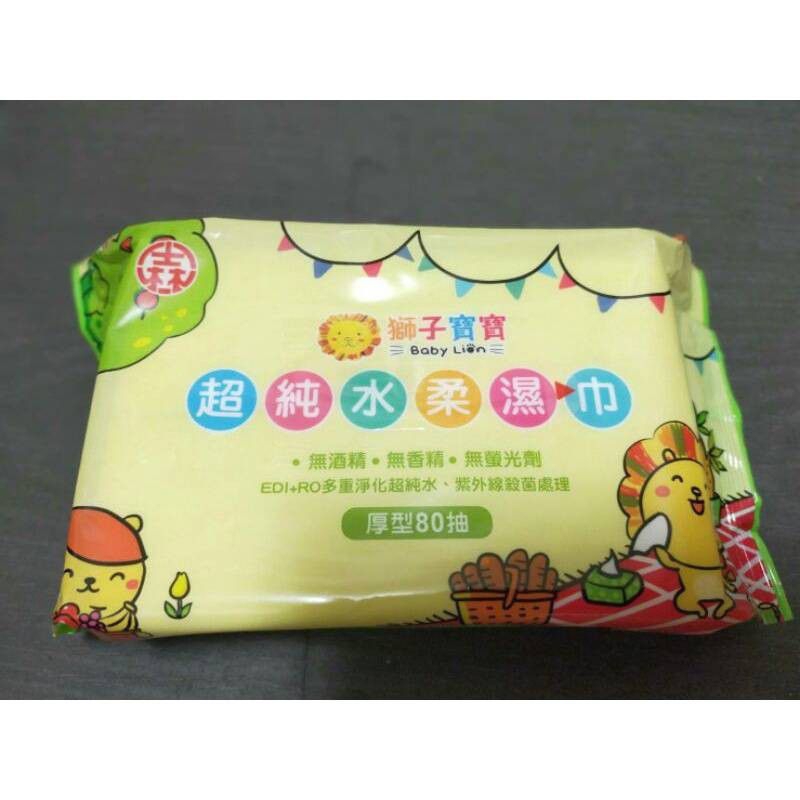 生林
獅子寶寶
Baby Lion
超純水柔濕巾
•無酒精•無香精•無螢光劑
EDI+RO多重淨化超純水、紫外線殺菌處理
厚型80抽